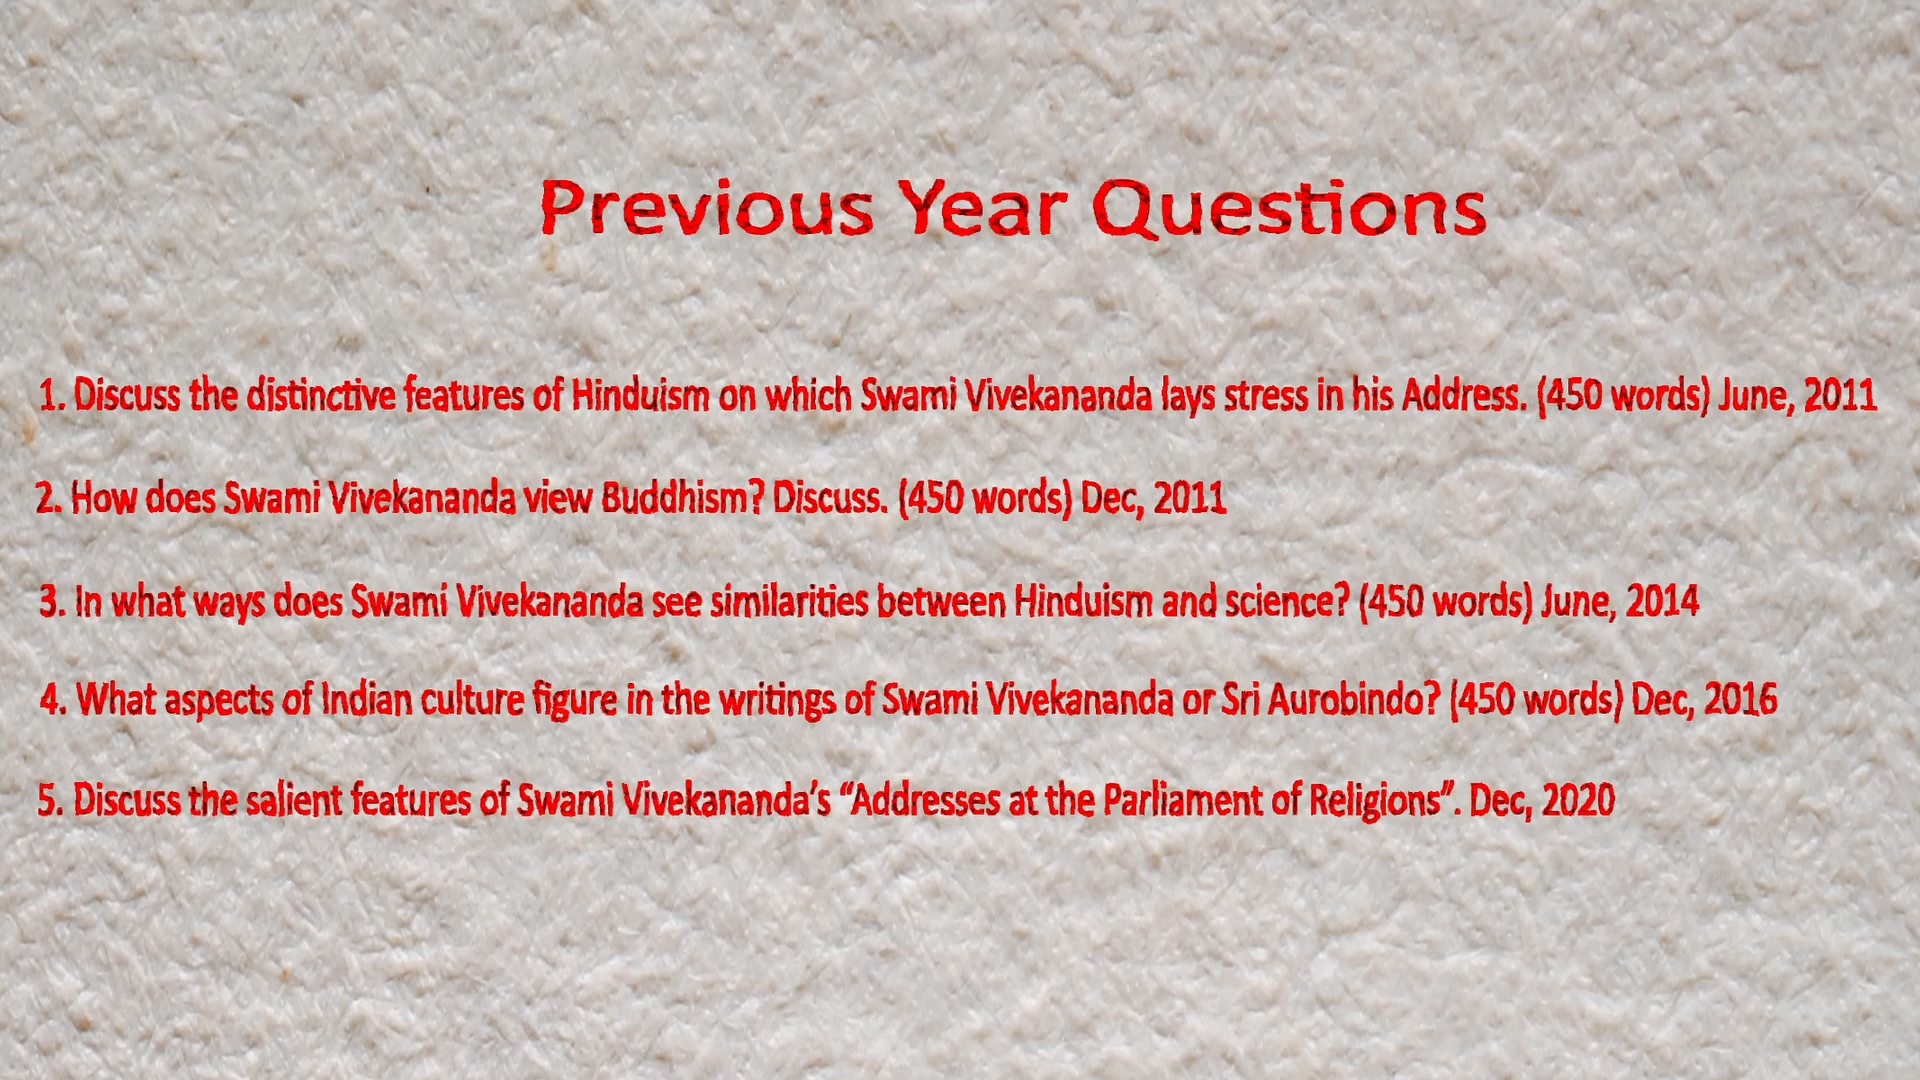 Previous Year Questions
1. Discuss the distinctive features of Hinduism on which Swami Vivekananda lays stress in his Address. (450 words) June, 2011
2. How does Swami Vivekananda view Buddhism? Discuss. (450 words) Dec, 2011
3. In what ways does Swami Vivekananda see similarities between Hinduism and science? (450 words) June, 2014
4. What aspects of Indian culture figure in the writings of Swami Vivekananda or Sri Aurobindo? (450 words) Dec, 2016
5. Discuss the salient features of Swami Vivekananda’s “Addresses at the Parliament of Religions”. Dec, 2020